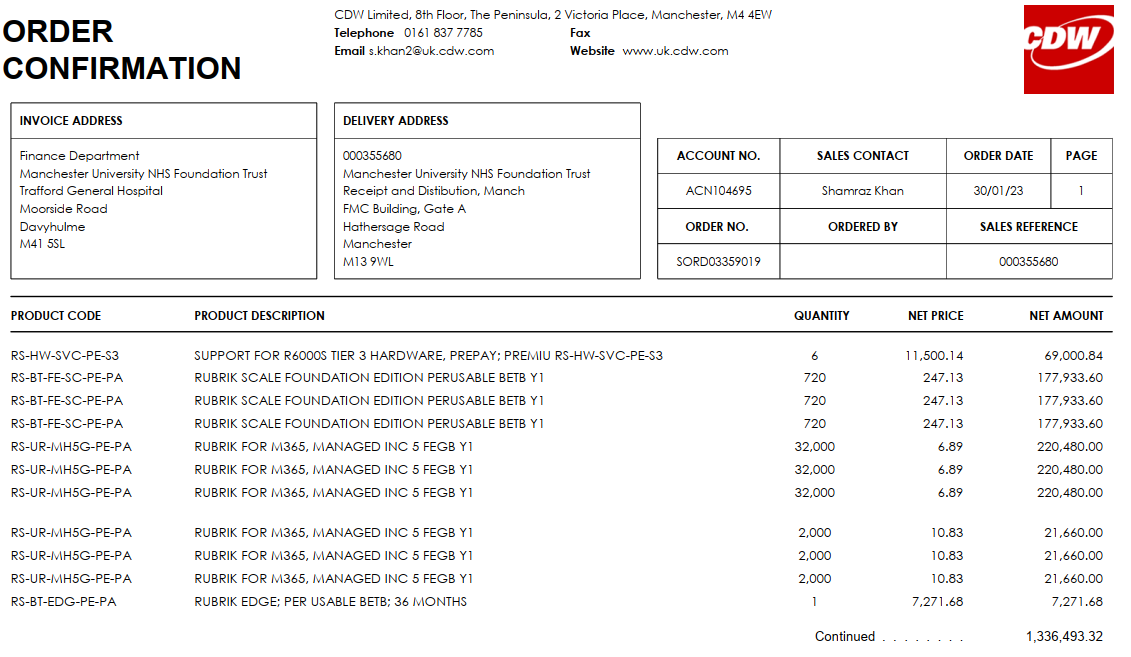 ORDER
CONFIRMATION
CDW Limited, 8th Floor, The Peninsula, 2 Victoria Place, Manchester, M4 4EW
Telephone 0161 837 7785 Fax
Email s.khan2@uk.cdw.com Website www.uk.cdw.com
CDW
INVOICE ADDRESS
Finance Department
Manchester University NHS Foundation Trust
Trafford General Hospital
Moorside Road
Davyhulme
M41 5SL
DELIVERY ADDRESS
000355680
Manchester University NHS Foundation Trust
Receipt and Distibution, Manch
FMC Building, Gate A
Hathersage Road
Manchester
M13 9WL
ACCOUNT NO. SALES CONTACT ORDER DATE PAGE
ACN104695 Shamraz Khan 30/01/23 1
ORDER NO. ORDERED BY SALES REFERENCE
SORD03359019 000355680
PRODUCT CODE PRODUCT DESCRIPTION QUANTITY NET PRICE NET AMOUNT
RS-HW-SVC-PE-S3 SUPPORT FOR R6000S TIER 3 HARDWARE, PREPAY; PREMIU RS-HW-SVC-PE-S3 6 11,500.14 69,000.84
RS-BT-FE-SC-PE-PA RUBRIK SCALE FOUNDATION EDITION PERUSABLE BETB Y1 720 247.13 177,933.60
RS-BT-FE-SC-PE-PA RUBRIK SCALE FOUNDATION EDITION PERUSABLE BETB Y1 720 247.13 177,933.60
RS-BT-FE-SC-PE-PA RUBRIK SCALE FOUNDATION EDITION PERUSABLE BETB Y1 720 247.13 177,933.60
RS-UR-MH5G-PE-PA RUBRIK FOR M365, MANAGED INC 5 FEGB Y1 32,000 6.89 220,480.00
RS-UR-MH5G-PE-PA RUBRIK FOR M365, MANAGED INC 5 FEGB Y1 32,000 6.89 220,480.00
RS-UR-MH5G-PE-PA RUBRIK FOR M365, MANAGED INC 5 FEGB Y1 32,000 6.89 220,480.00
RS-UR-MH5G-PE-PA RUBRIK FOR M365, MANAGED INC 5 FEGB Y1 2,000 10.83 21,660.00
RS-UR-MH5G-PE-PA RUBRIK FOR M365, MANAGED INC 5 FEGB Y1 2,000 10.83 21,660.00
RS-UR-MH5G-PE-PA RUBRIK FOR M365, MANAGED INC 5 FEGB Y1 2,000 10.83 21,660.00
RS-BT-EDG-PE-PA RUBRIK EDGE; PER USABLE BETB; 36 MONTHS 1 7,271.68 7,271.68
Continued . . . . . . . . 1,336,493.32